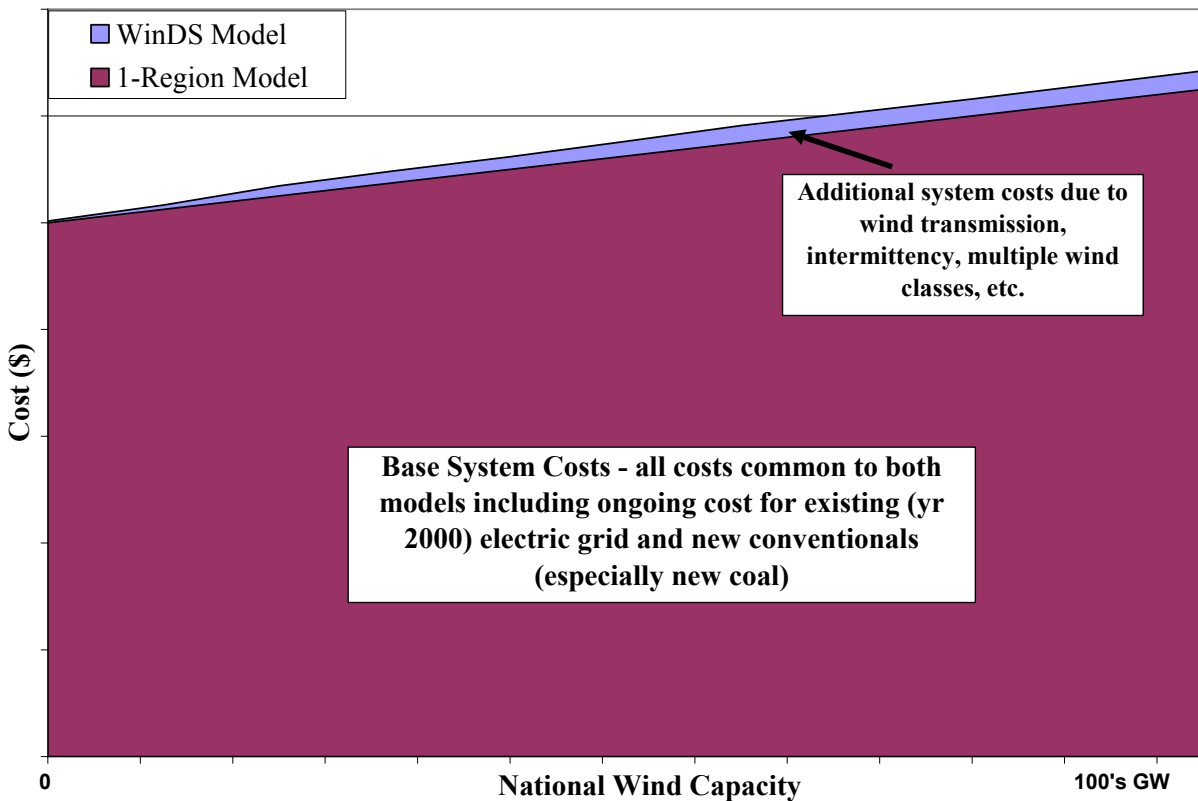 WinDS Model
1-Region Model
Additional system costs due to
wind transmission,
intermittency, multiple wind
classes, etc.
Cost ($)
Base System Costs - all costs common to both
models including ongoing cost for existing (yr
2000) electric grid and new conventionals
(especially new coal)
0
National Wind Capacity
100's GW